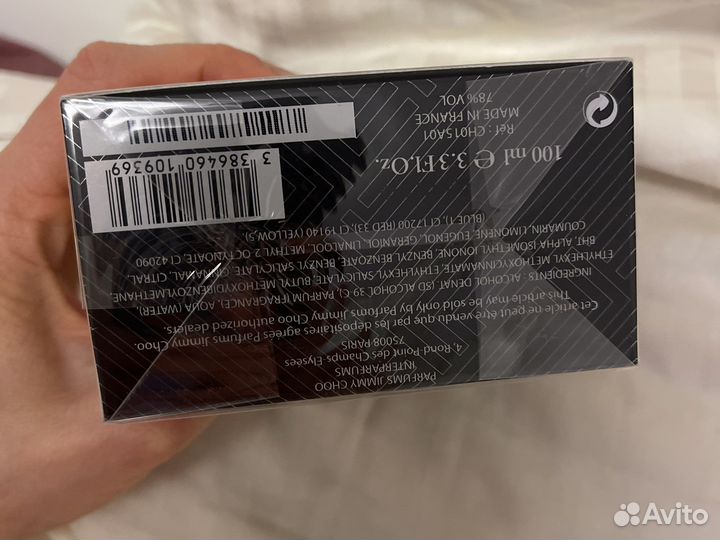 PARFUMS JIMMY CHOO
INTERPARFUMS
4, Rond Point des Champs Elysées
75008 PARIS
Cet article ne peut être vendu que par les dépositaires agréés Parfums Jimmy Choo.
This article may be sold only by Parfums Jimmy Choo authorized dealers.
INGREDIENTS: ALCOHOL DENAT (SD ALCOHOL 39 PARFUM (FRAGRANCE), AQUA (WATER),
ETHYLHEXYL METHOXYCINNAMATE, ETHYLHEXYL SALICYLATE, BUTYL METHOXYDIBENZOYLMETHANE
BHT, ALPHA ISOMETHYL IONONE, BENZYL BENZOATE, BENZYL SALICYLATE, CINNAMAL, CITRAL,
COUMARIN, LIMONENE, EUGENOL, GERANIOL, LINALOOL, METHYL 2 OCTYNOATE, CI 42090
(BLUE 1), CI 17200 (RED 33), CI 19140 (YELLOW 5).
100 ml ℮ 3.3 Fl.Oz.
Réf: CH015A01
MADE IN FRANCE
78% VOL
3 386460 109369
Avito